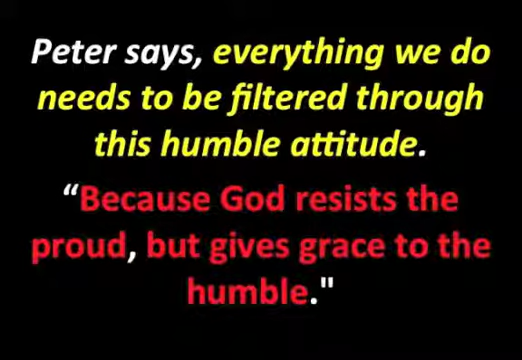 Peter says, everything we do
needs to be filtered through
this humble attitude.
“Because God resists the
proud, but gives grace to the
humble."